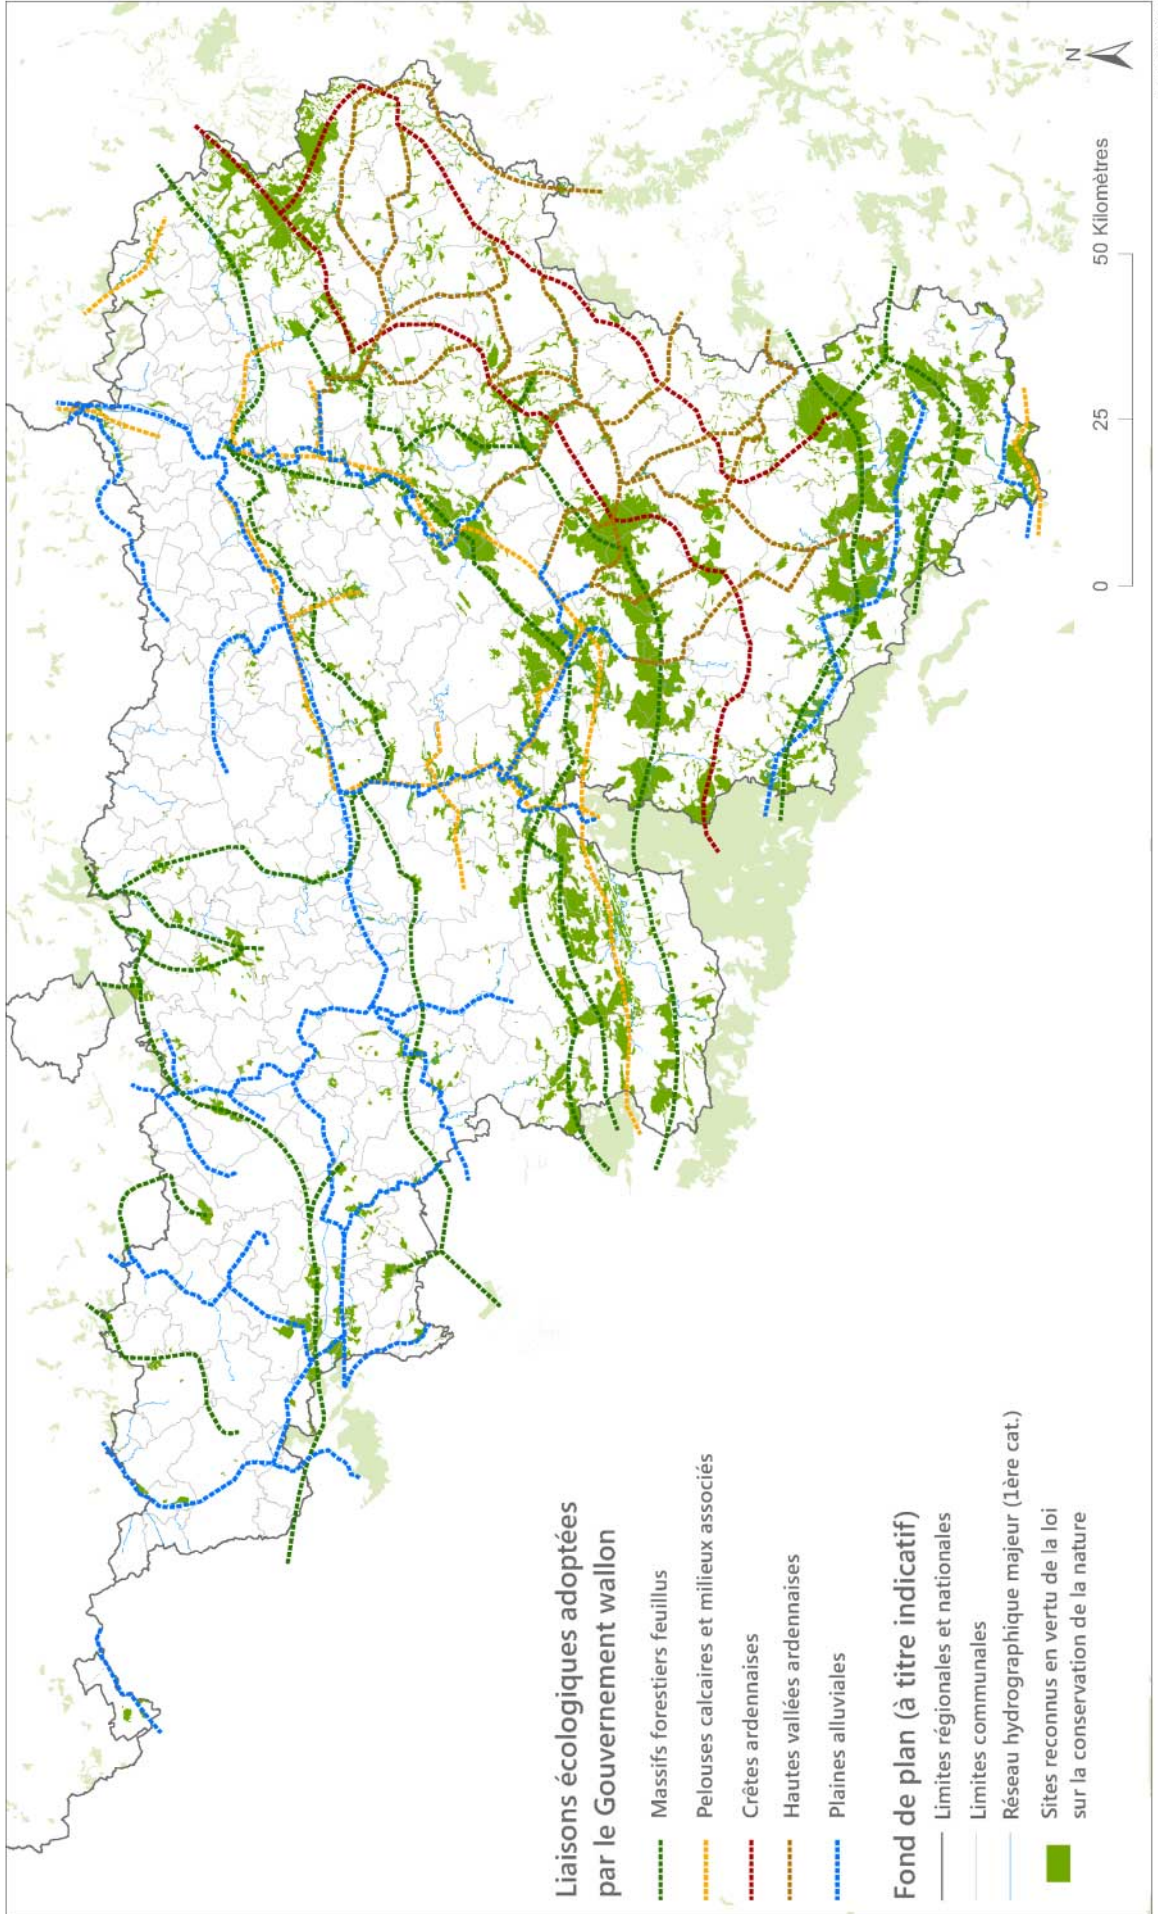 Liaisons écologiques adoptées
par le Gouvernement wallon
Massifs forestiers feuillus
Pelouses calcaires et milieux associés
Crêtes ardennaises
Hautes vallées ardennaises
Plaines alluviales
Fond de plan (à titre indicatif)
Limites régionales et nationales
Limites communales
Réseau hydrographique majeur (1ère cat.)
Sites reconnus en vertu de la loi
sur la conservation de la nature
0 25 50 Kilomètres
N